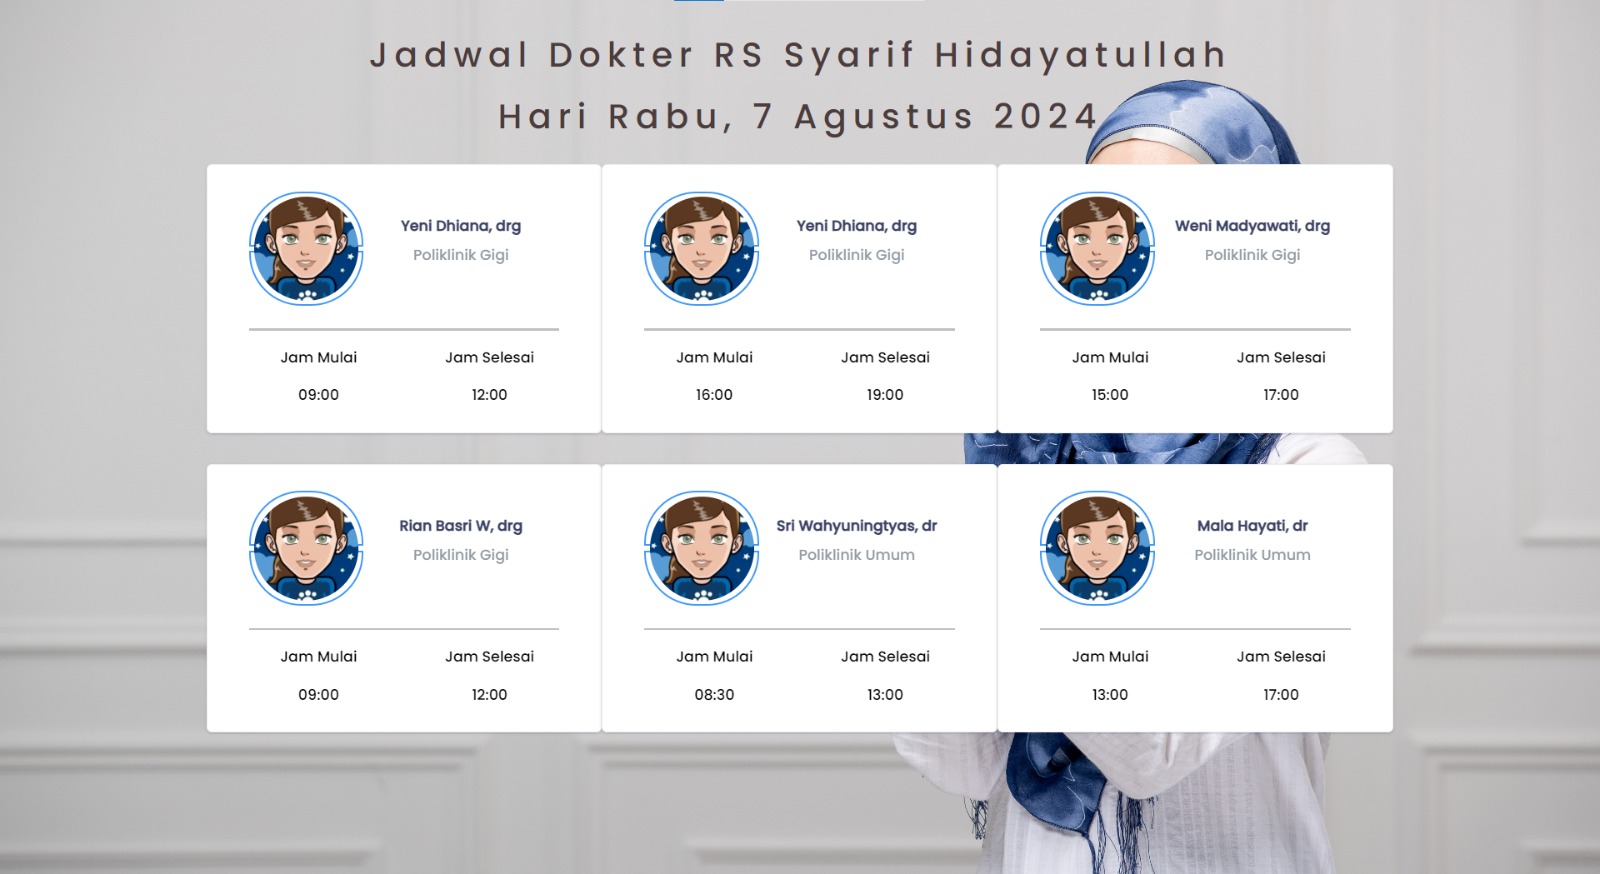 Jadwal Dokter RS Syarif Hidayatullah
Hari Rabu, 7 Agustus 2024
Yeni Dhiana, drg
Poliklinik Gigi
Jam Mulai Jam Selesai
09:00 12:00
Yeni Dhiana, drg
Poliklinik Gigi
Jam Mulai Jam Selesai
16:00 19:00
Weni Madyawati, drg
Poliklinik Gigi
Jam Mulai Jam Selesai
15:00 17:00
Rian Basri W, drg
Poliklinik Gigi
Jam Mulai Jam Selesai
09:00 12:00
Sri Wahyuningtyas, dr
Poliklinik Umum
Jam Mulai Jam Selesai
08:30 13:00
Mala Hayati, dr
Poliklinik Umum
Jam Mulai Jam Selesai
13:00 17:00